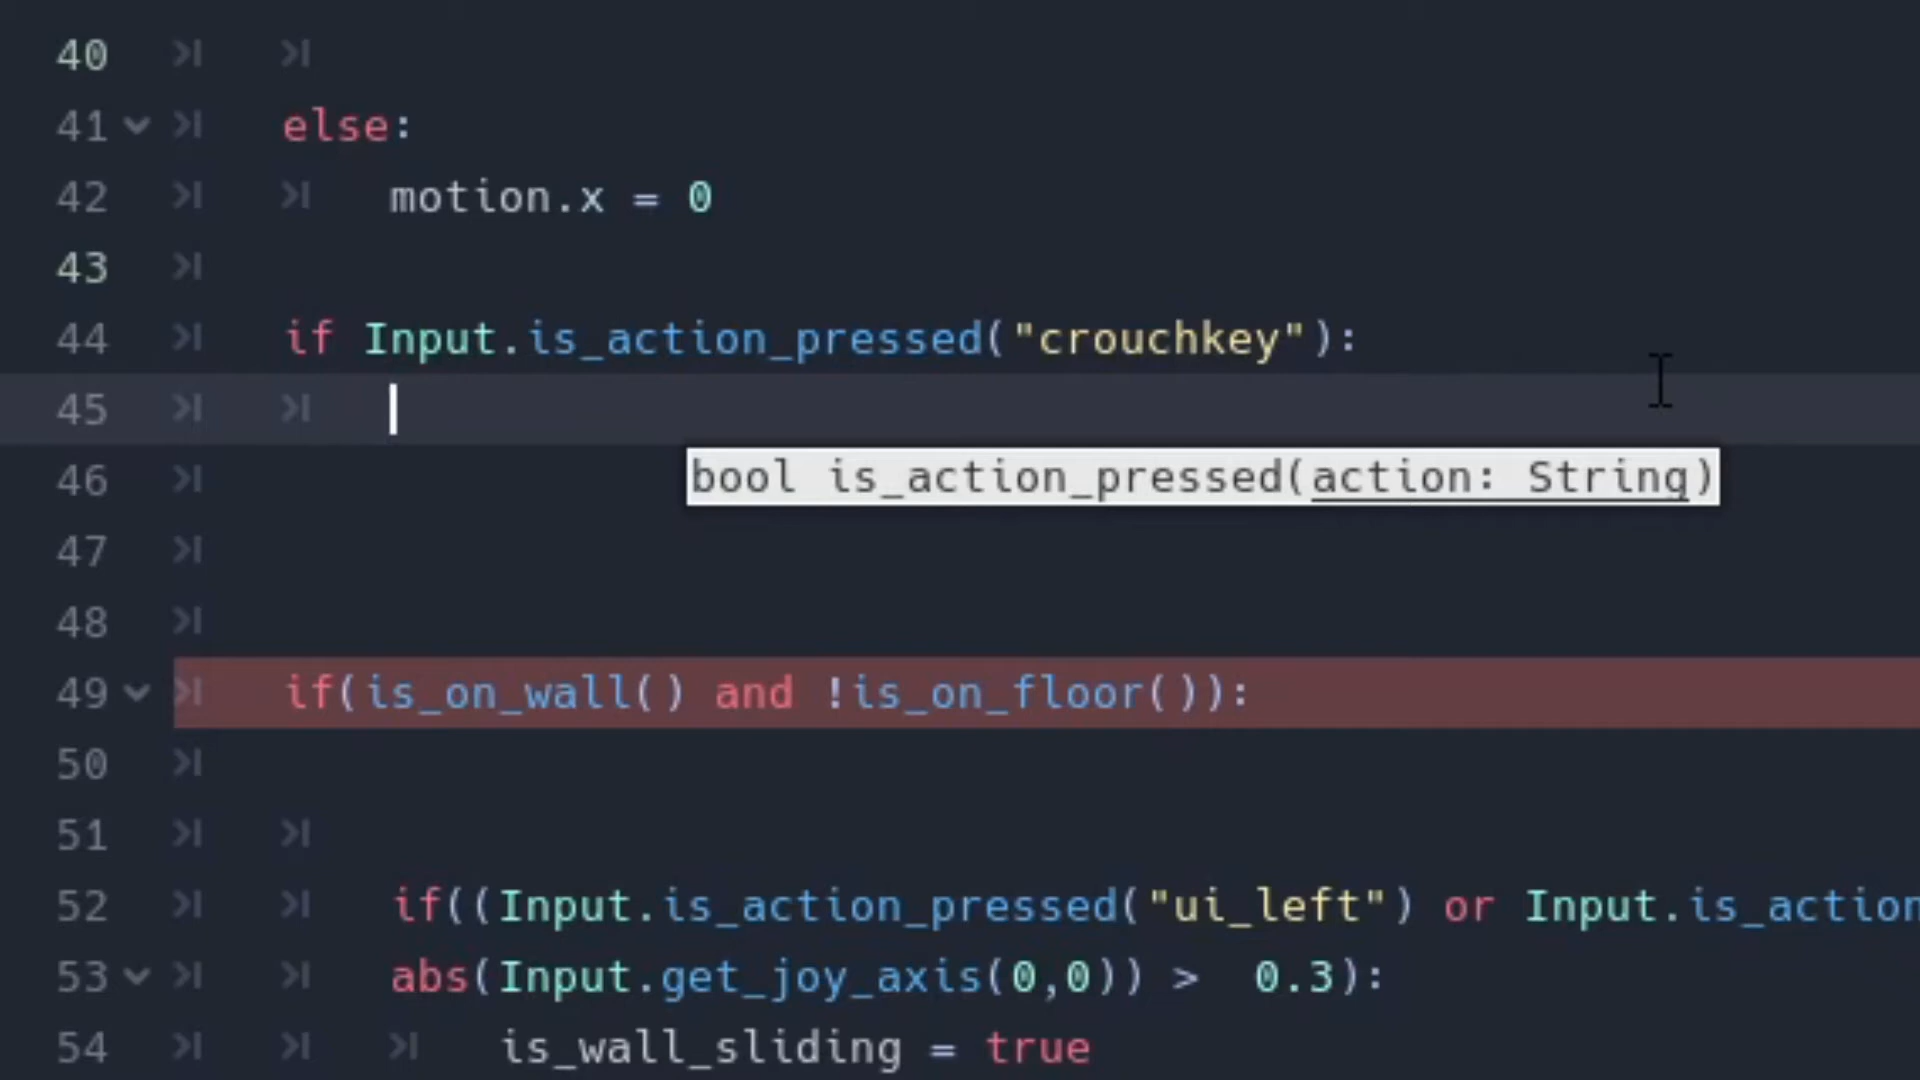 40
41 else:
42 motion.x = 0
43
44 if Input.is_action_pressed("crouchkey"):
45
bool is_action_pressed(action: String)
46
47
48
49 if(is_on_wall() and !is_on_floor()):
50
51
52 if((Input.is_action_pressed("ui_left") or Input.is_action
53 abs(Input.get_joy_axis(0,0)) > 0.3):
54 is_wall_sliding = true